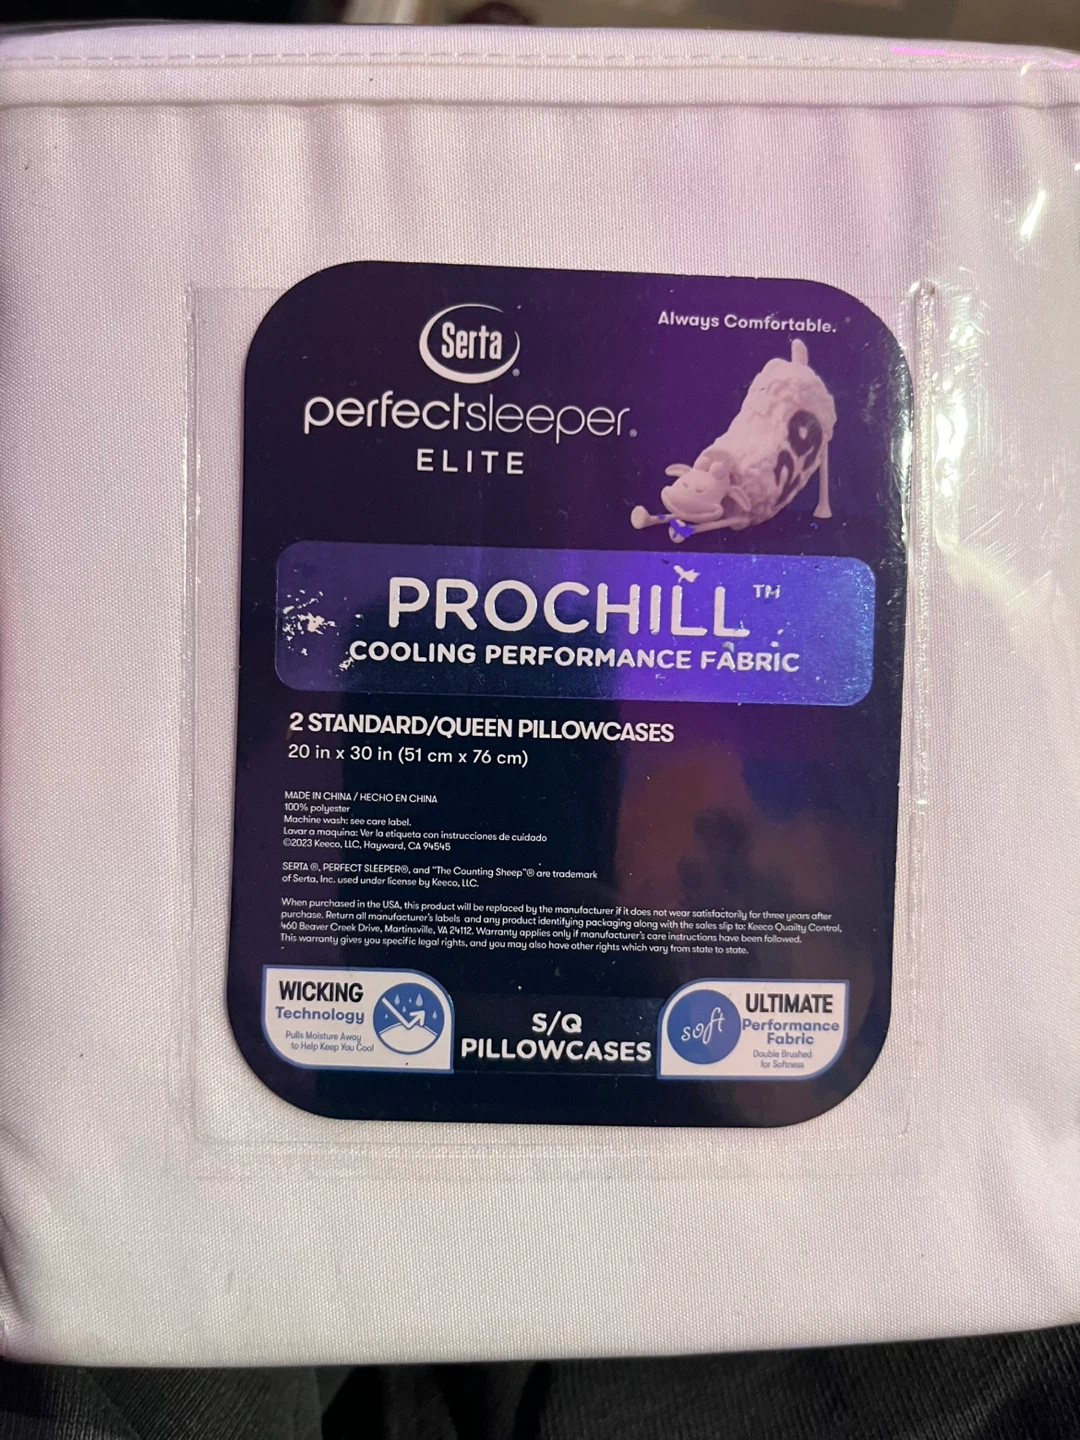 Serta®
Always Comfortable.
perfectsleeper®
ELITE
PROCHILL™
COOLING PERFORMANCE FABRIC
2 STANDARD/QUEEN PILLOWCASES
20 in x 30 in (51 cm x 76 cm)
MADE IN CHINA / HECHO EN CHINA
100% polyester
Machine wash: see care label.
Lavar a maquina: Ver la etiqueta con instrucciones de cuidado
©2023 Keeco, LLC, Hayward, CA 94545
SERTA ®, PERFECT SLEEPER®, and "The Counting Sheep"® are trademark
of Serta, Inc. used under license by Keeco, LLC.
When purchased in the USA, this product will be replaced by the manufacturer if it does not wear satisfactorily for three years after
purchase. Return all manufacturer's labels and any product identifying packaging along with the sales slip to: Keeco Quailty Control,
460 Beaver Creek Drive, Martinsville, VA 24112. Warranty applies only if manufacturer's care instructions have been followed.
This warranty gives you specific legal rights, and you may also have other rights which vary from state to state.
WICKING
Technology
Pulls Moisture Away
to Help Keep You Cool
S/Q
PILLOWCASES
soft
ULTIMATE
Performance
Fabric
Double Brushed
for Softness